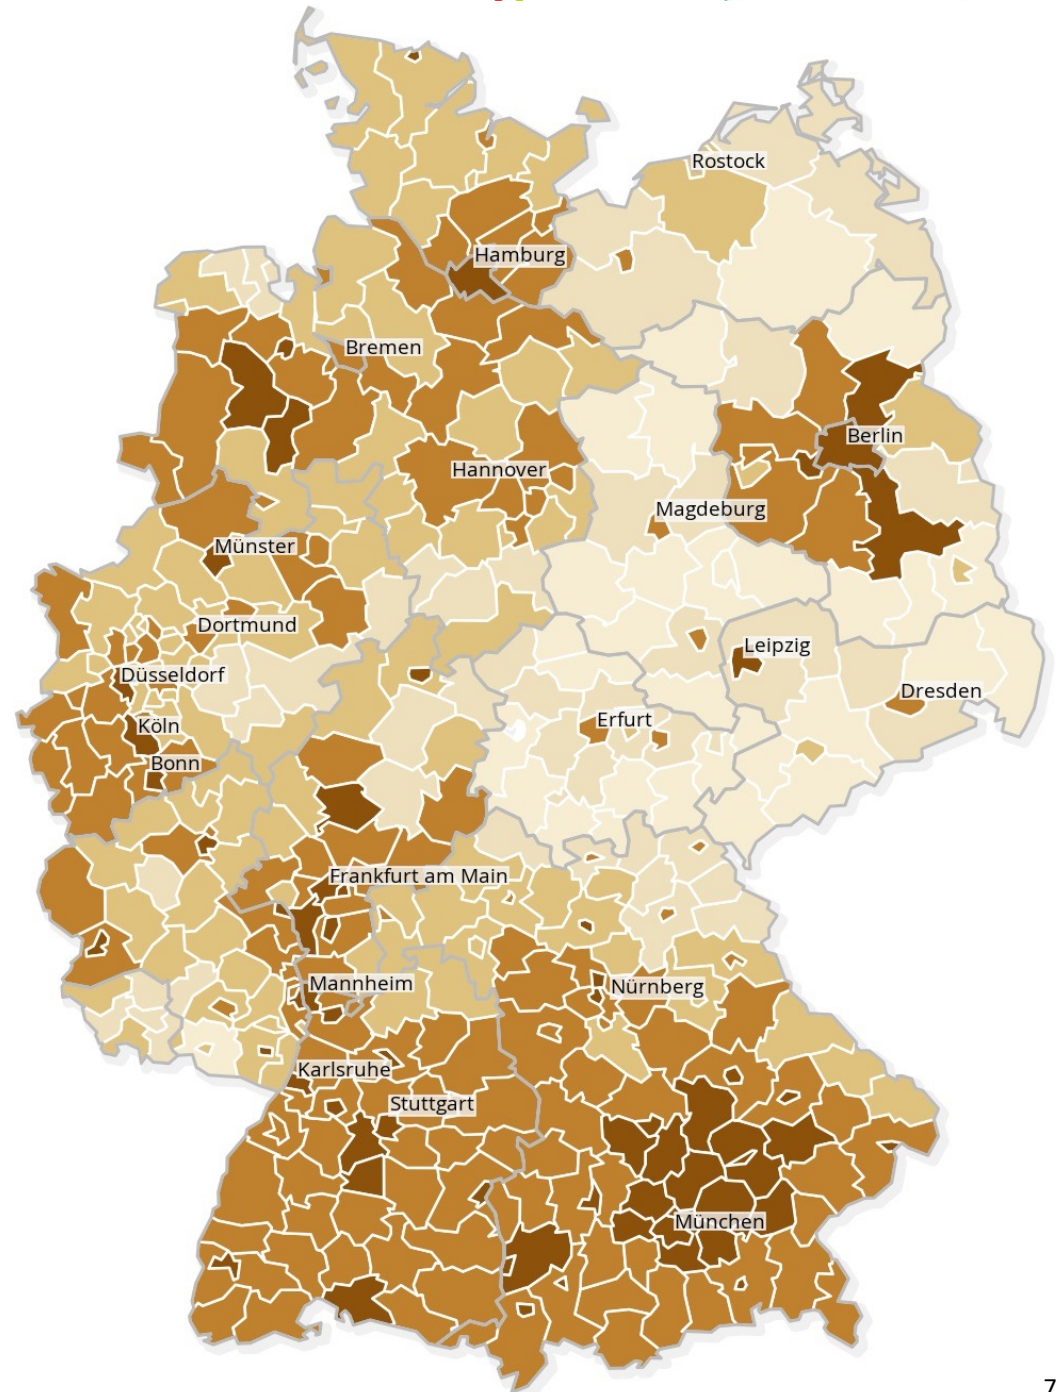 Rostock
Hamburg
Bremen
Berlin
Hannover
Magdeburg
Münster
Dortmund
Leipzig
Düsseldorf
Dresden
Köln
Erfurt
Bonn
Frankfurt am Main
Mannheim
Nürnberg
Karlsruhe
Stuttgart
München
7